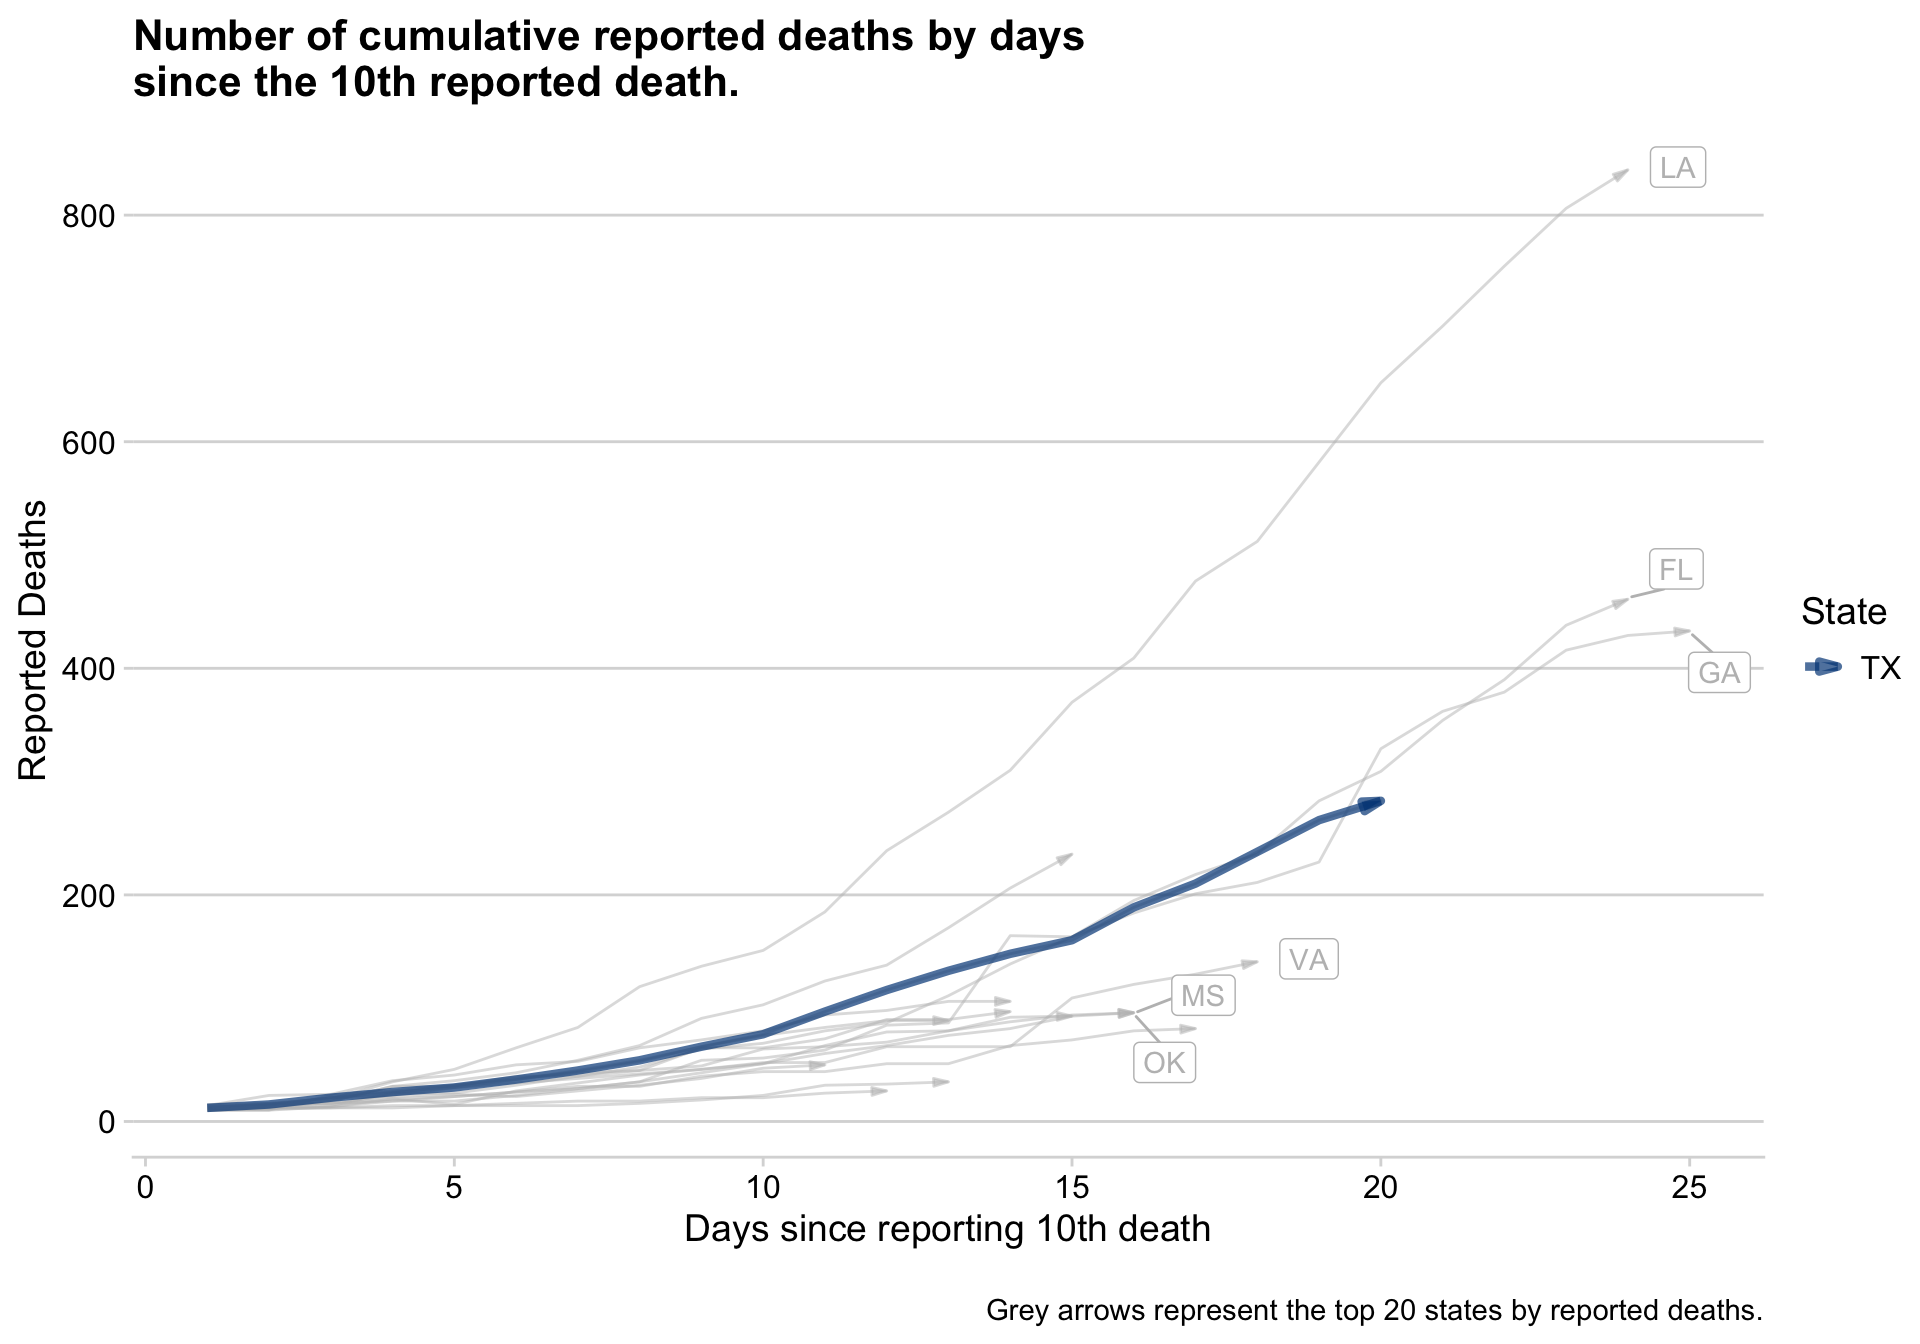 Number of cumulative reported deaths by days
since the 10th reported death.
LA
800
600
FL
Reported Deaths
State
400
GA
TX
200
VA
MS
OK
0
0 5 10 15 20 25
Days since reporting 10th death
Grey arrows represent the top 20 states by reported deaths.